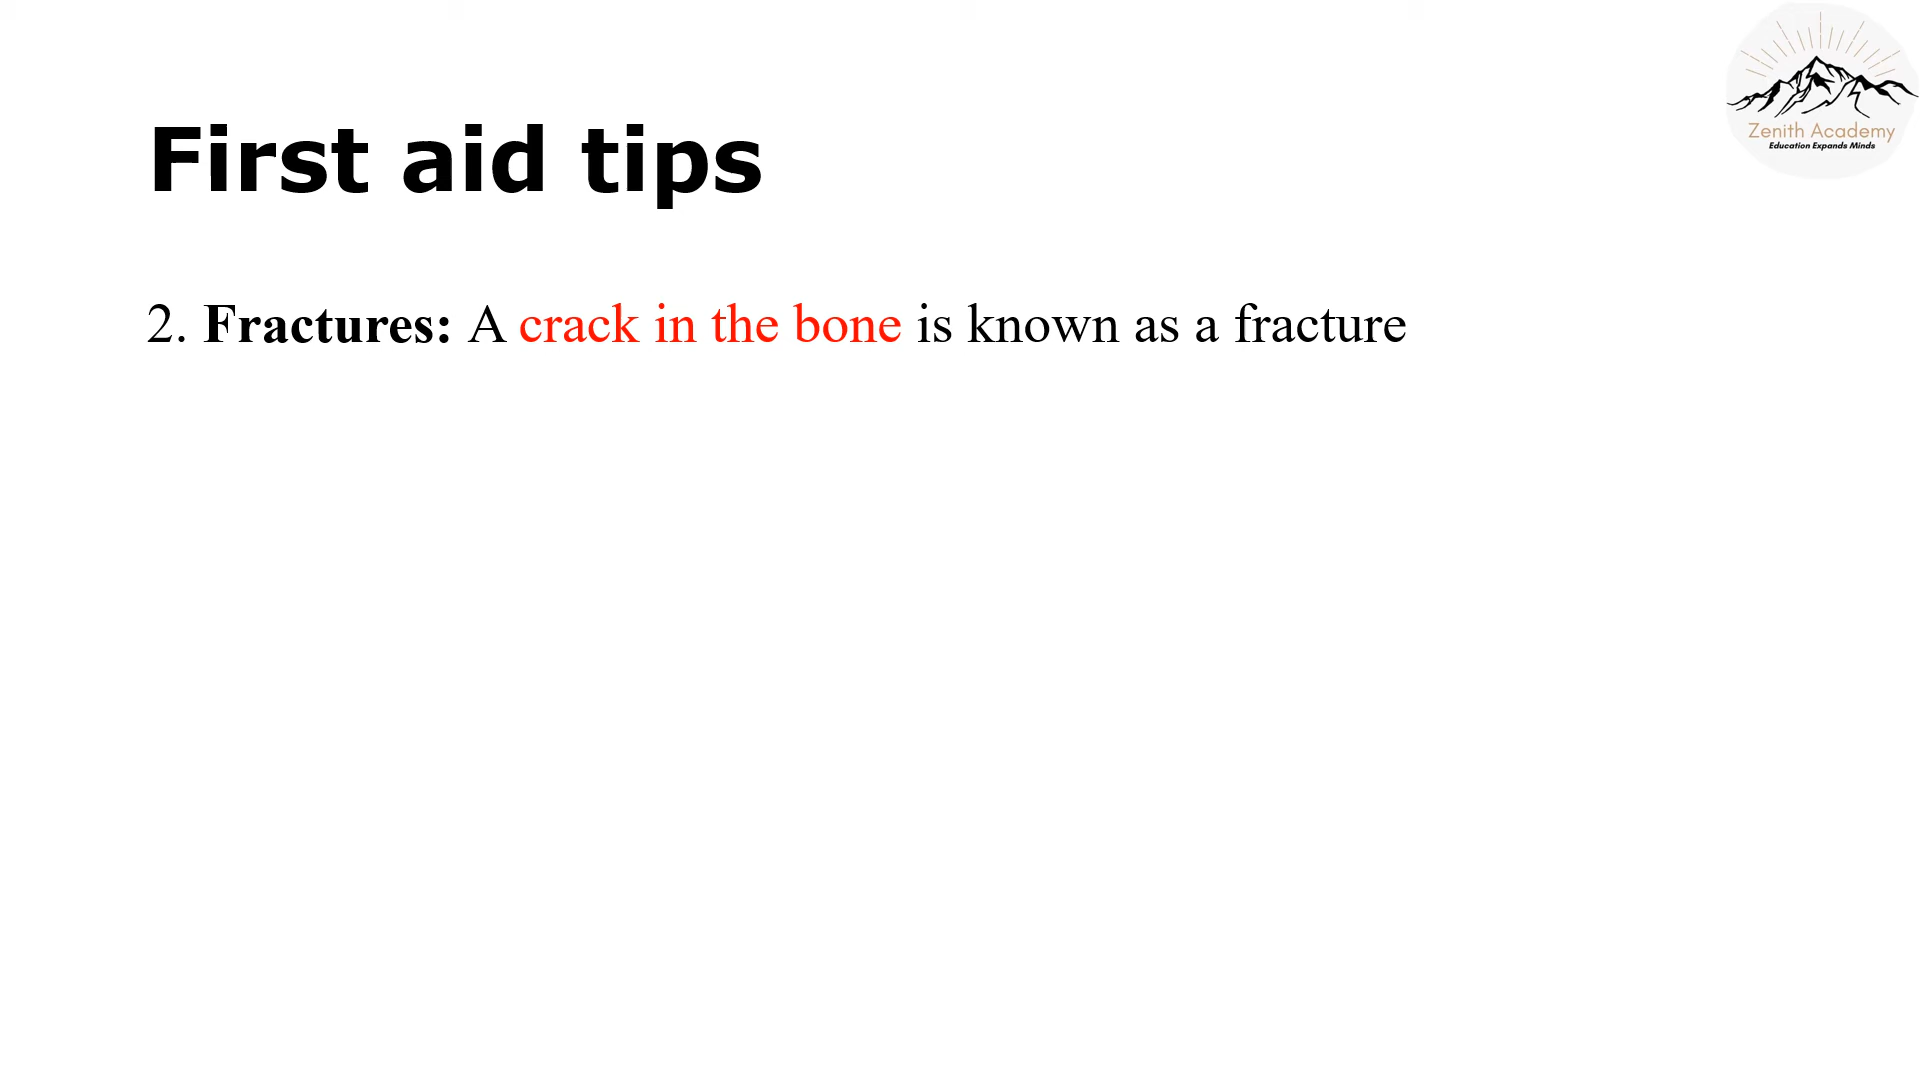 Zenith Academy
Education Expands Minds
First aid tips
2. Fractures: A crack in the bone is known as a fracture